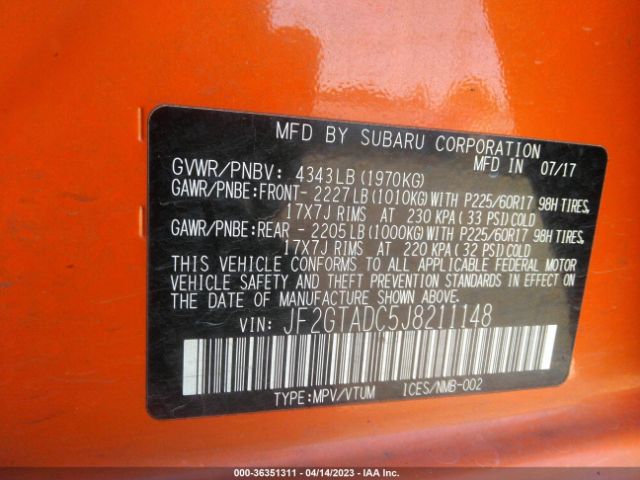 MFD BY SUBARU CORPORATION
MFD IN 07/17
GVWR/PNBV: 4343LB(1970KG)
GAWR/PNBE:FRONT- 2227LB(1010KG) WITH P225/60R17 98H TIRES,
17X7J RIMS AT 230 KPA(33 PSI)COLD
GAWR/PNBE:REAR - 2205LB(1000KG) WITH P225/60R17 98H TIRES,
17X7J RIMS AT 220 KPA(32 PSI)COLD
THIS VEHICLE CONFORMS TO ALL APPLICABLE FEDERAL MOTOR
VEHICLE SAFETY AND THEFT PREVENTION STANDARDS
IN EFFECT ON THE DATE OF MANUFACTURE SHOWN ABOVE.
VIN: JF2GTADC5J8211148
TYPE:MPV/VTUM ICES/NMB-002
000-36351311 - 04/14/2023 - IAA Inc.